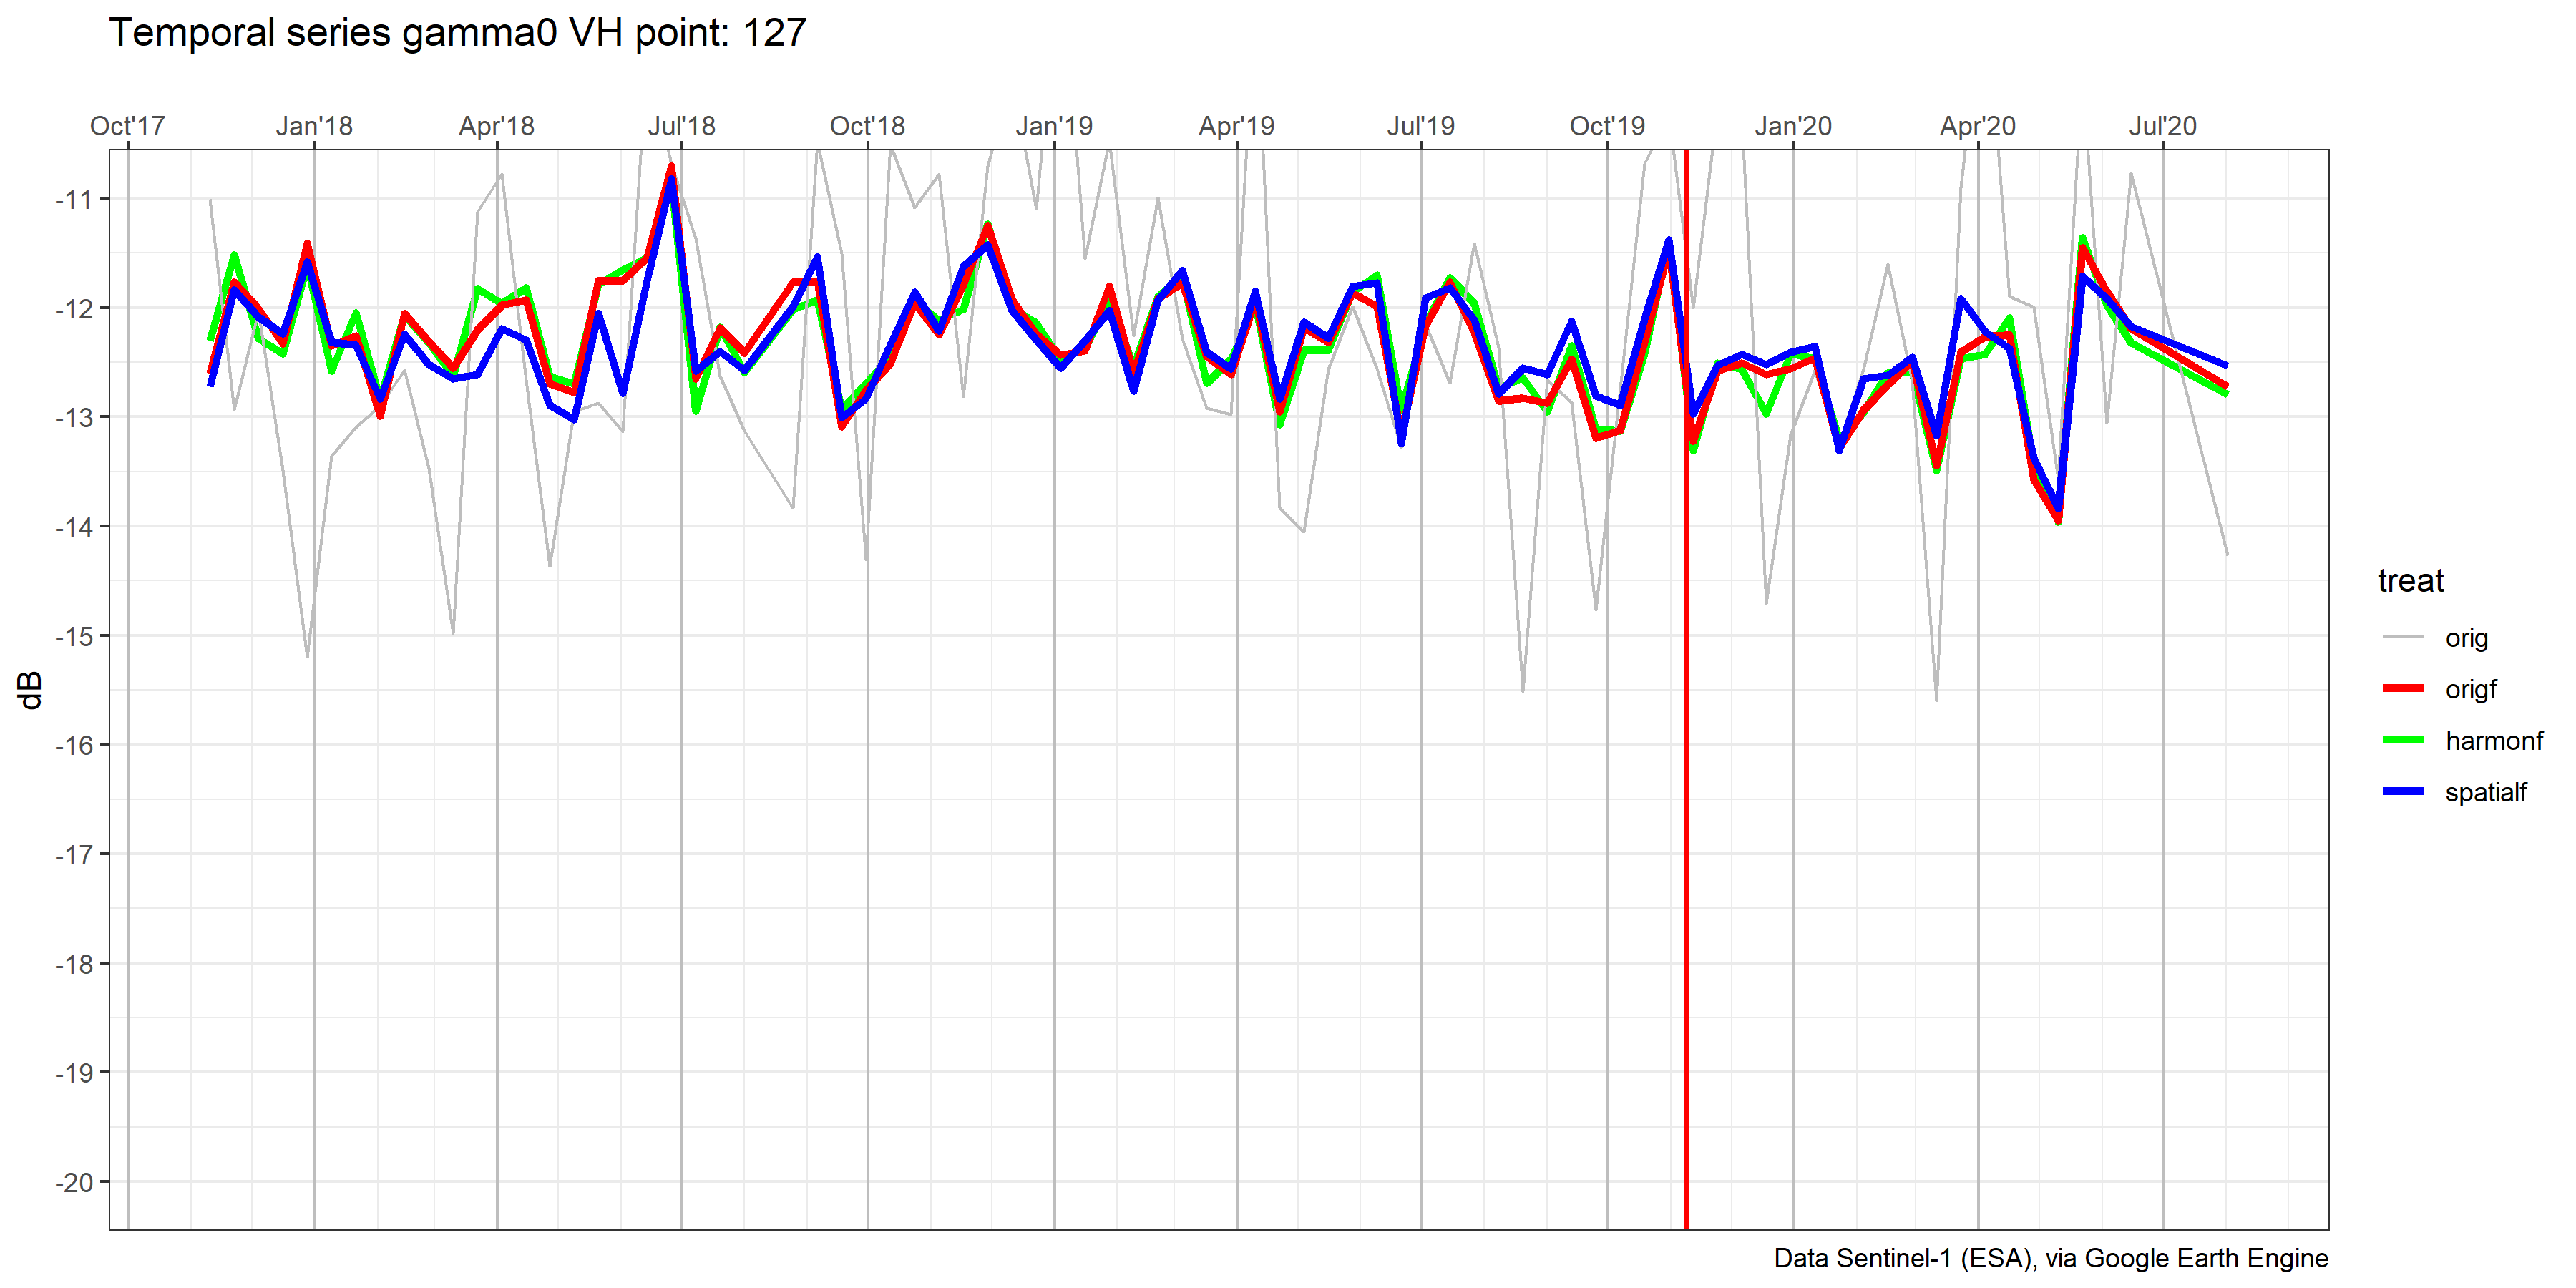 Temporal series gamma0 VH point: 127
Oct'17 Jan'18 Apr'18 Jul'18 Oct'18 Jan'19 Apr'19 Jul'19 Oct'19 Jan'20 Apr'20 Jul'20
-11
-12
-13
-14
-15
-16
-17
-18
-19
-20
dB
treat
orig
origf
harmonf
spatialf
Data Sentinel-1 (ESA), via Google Earth Engine